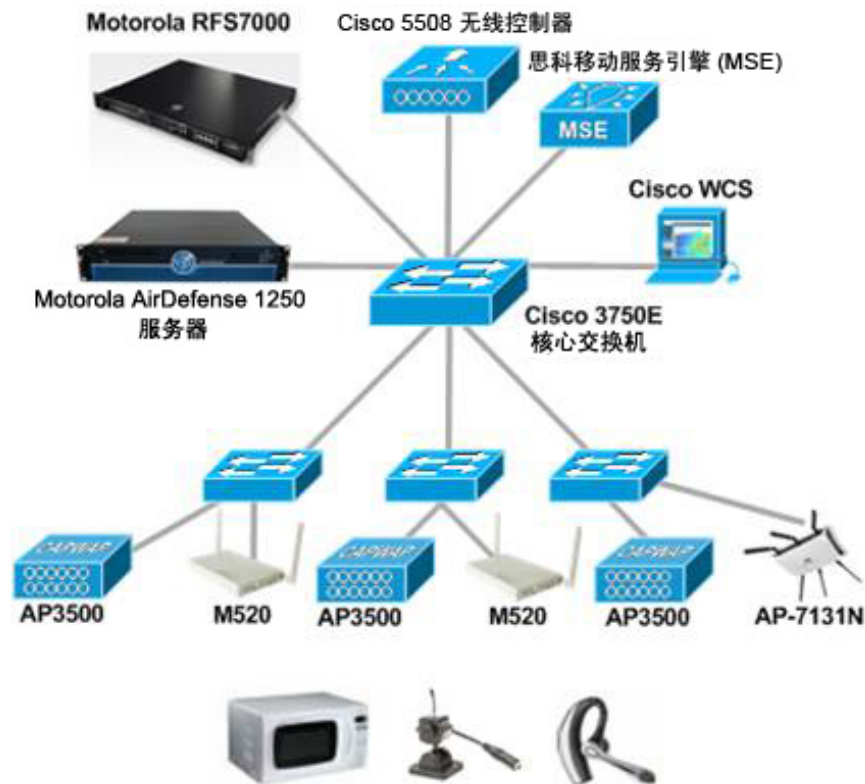 Motorola RFS7000
Cisco 5508 无线控制器
思科移动服务引擎 (MSE)
MSE
Cisco WCS
Motorola AirDefense 1250
服务器
Cisco 3750E
核心交换机
CAPWAP
CAPWAP
CAPWAP
AP3500
M520
AP3500
M520
AP3500
AP-7131N